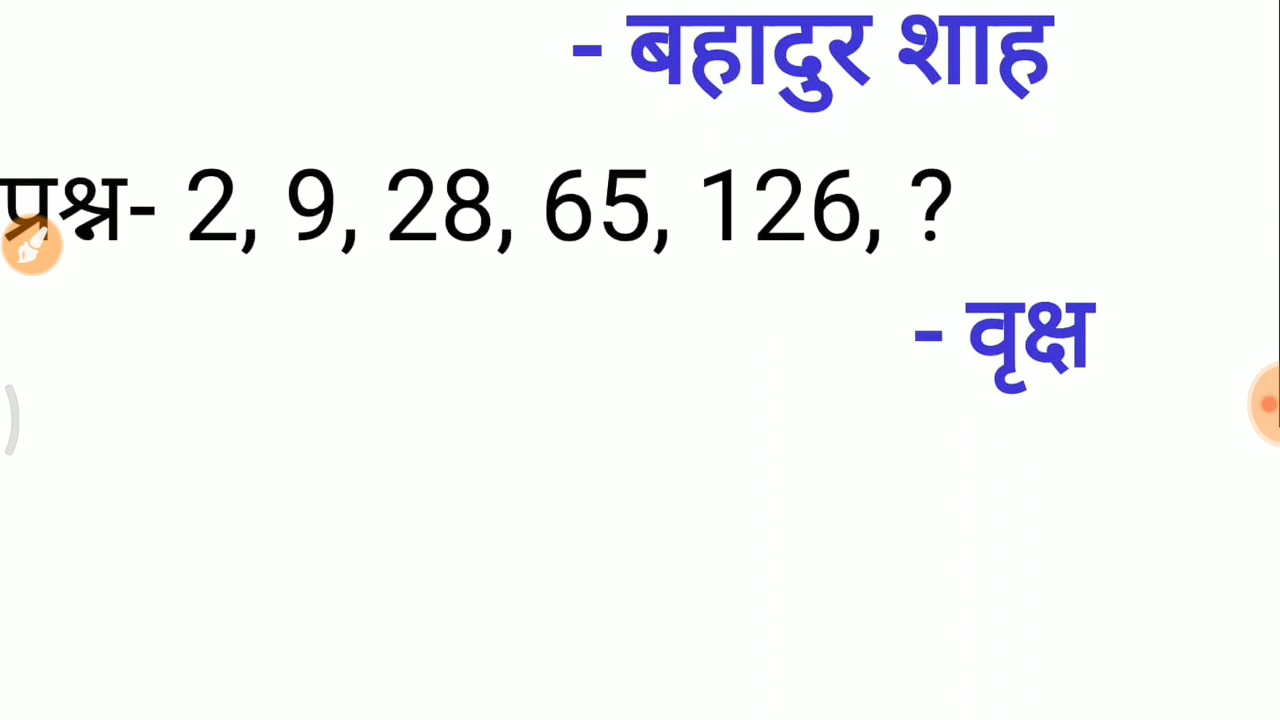 - बहादुर शाह
प्रश्न- 2, 9, 28, 65, 126, ?
- वृक्ष